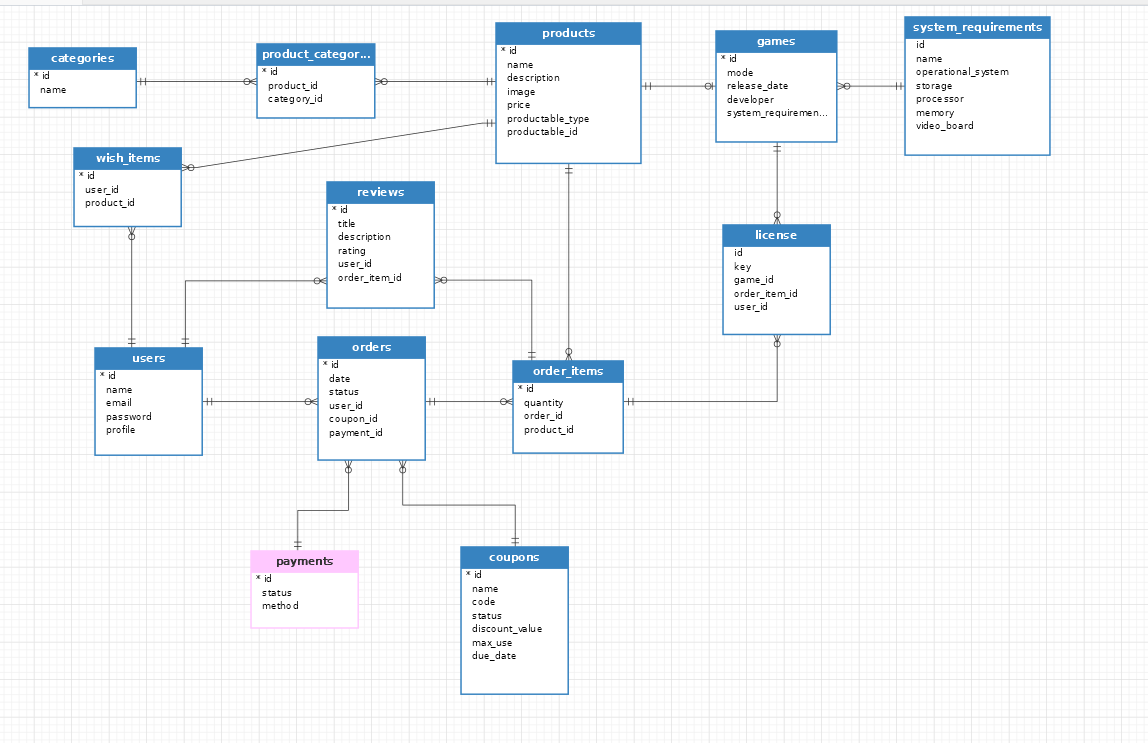 categories
* id
name
product_categor...
* id
product_id
category_id
products
* id
name
description
image
price
productable_type
productable_id
games
* id
mode
release_date
developer
system_requiremen...
system_requirements
id
name
operational_system
storage
processor
memory
video_board
wish_items
* id
user_id
product_id
reviews
* id
title
description
rating
user_id
order_item_id
license
id
key
game_id
order_item_id
user_id
users
* id
name
email
password
profile
orders
* id
date
status
user_id
coupon_id
payment_id
order_items
* id
quantity
order_id
product_id
payments
* id
status
method
coupons
* id
name
code
status
discount_value
max_use
due_date